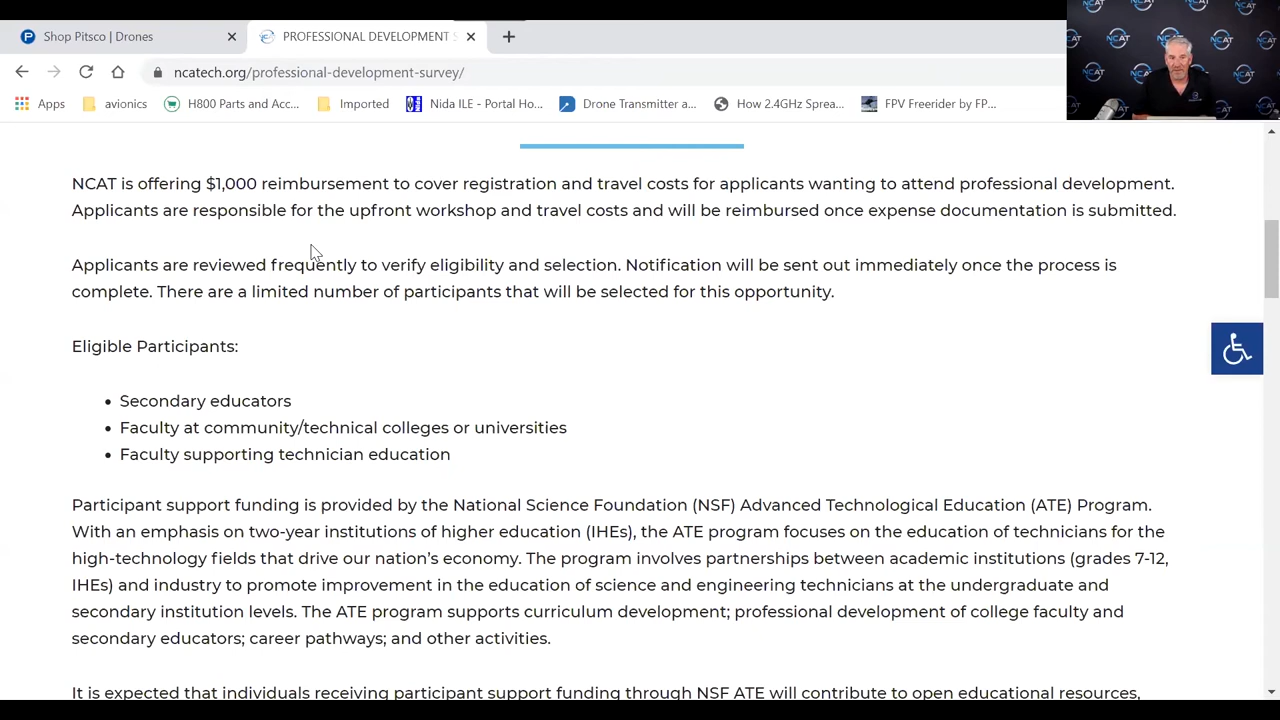 Shop Pitsco | Drones
PROFESSIONAL DEVELOPMENT S
ncatech.org/professional-development-survey/
Apps avionics H800 Parts and Acc... Imported Nida ILE - Portal Ho... Drone Transmitter a... How 2.4GHz Sprea... FPV Freerider by FP...
NCAT
NCAT is offering $1,000 reimbursement to cover registration and travel costs for applicants wanting to attend professional development.
Applicants are responsible for the upfront workshop and travel costs and will be reimbursed once expense documentation is submitted.
Applicants are reviewed frequently to verify eligibility and selection. Notification will be sent out immediately once the process is
complete. There are a limited number of participants that will be selected for this opportunity.
Eligible Participants:
• Secondary educators
• Faculty at community/technical colleges or universities
• Faculty supporting technician education
Participant support funding is provided by the National Science Foundation (NSF) Advanced Technological Education (ATE) Program.
With an emphasis on two-year institutions of higher education (IHEs), the ATE program focuses on the education of technicians for the
high-technology fields that drive our nation's economy. The program involves partnerships between academic institutions (grades 7-12,
IHEs) and industry to promote improvement in the education of science and engineering technicians at the undergraduate and
secondary institution levels. The ATE program supports curriculum development; professional development of college faculty and
secondary educators; career pathways; and other activities.
It is expected that individuals receiving participant support funding through NSF ATE will contribute to open educational resources,